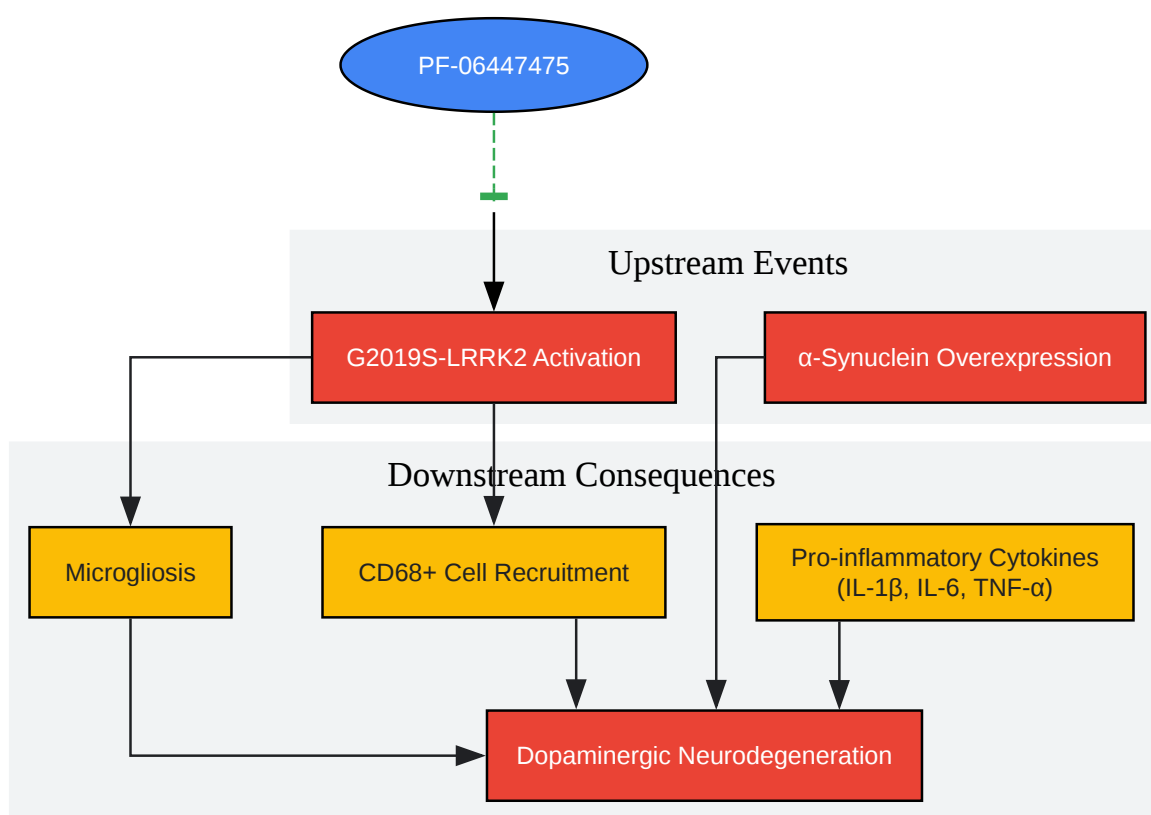 PF-06447475
Upstream Events
G2019S-LRRK2 Activation
α-Synuclein Overexpression
Downstream Consequences
Microgliosis
CD68+ Cell Recruitment
Pro-inflammatory Cytokines
(IL-1β, IL-6, TNF-α)
Dopaminergic Neurodegeneration